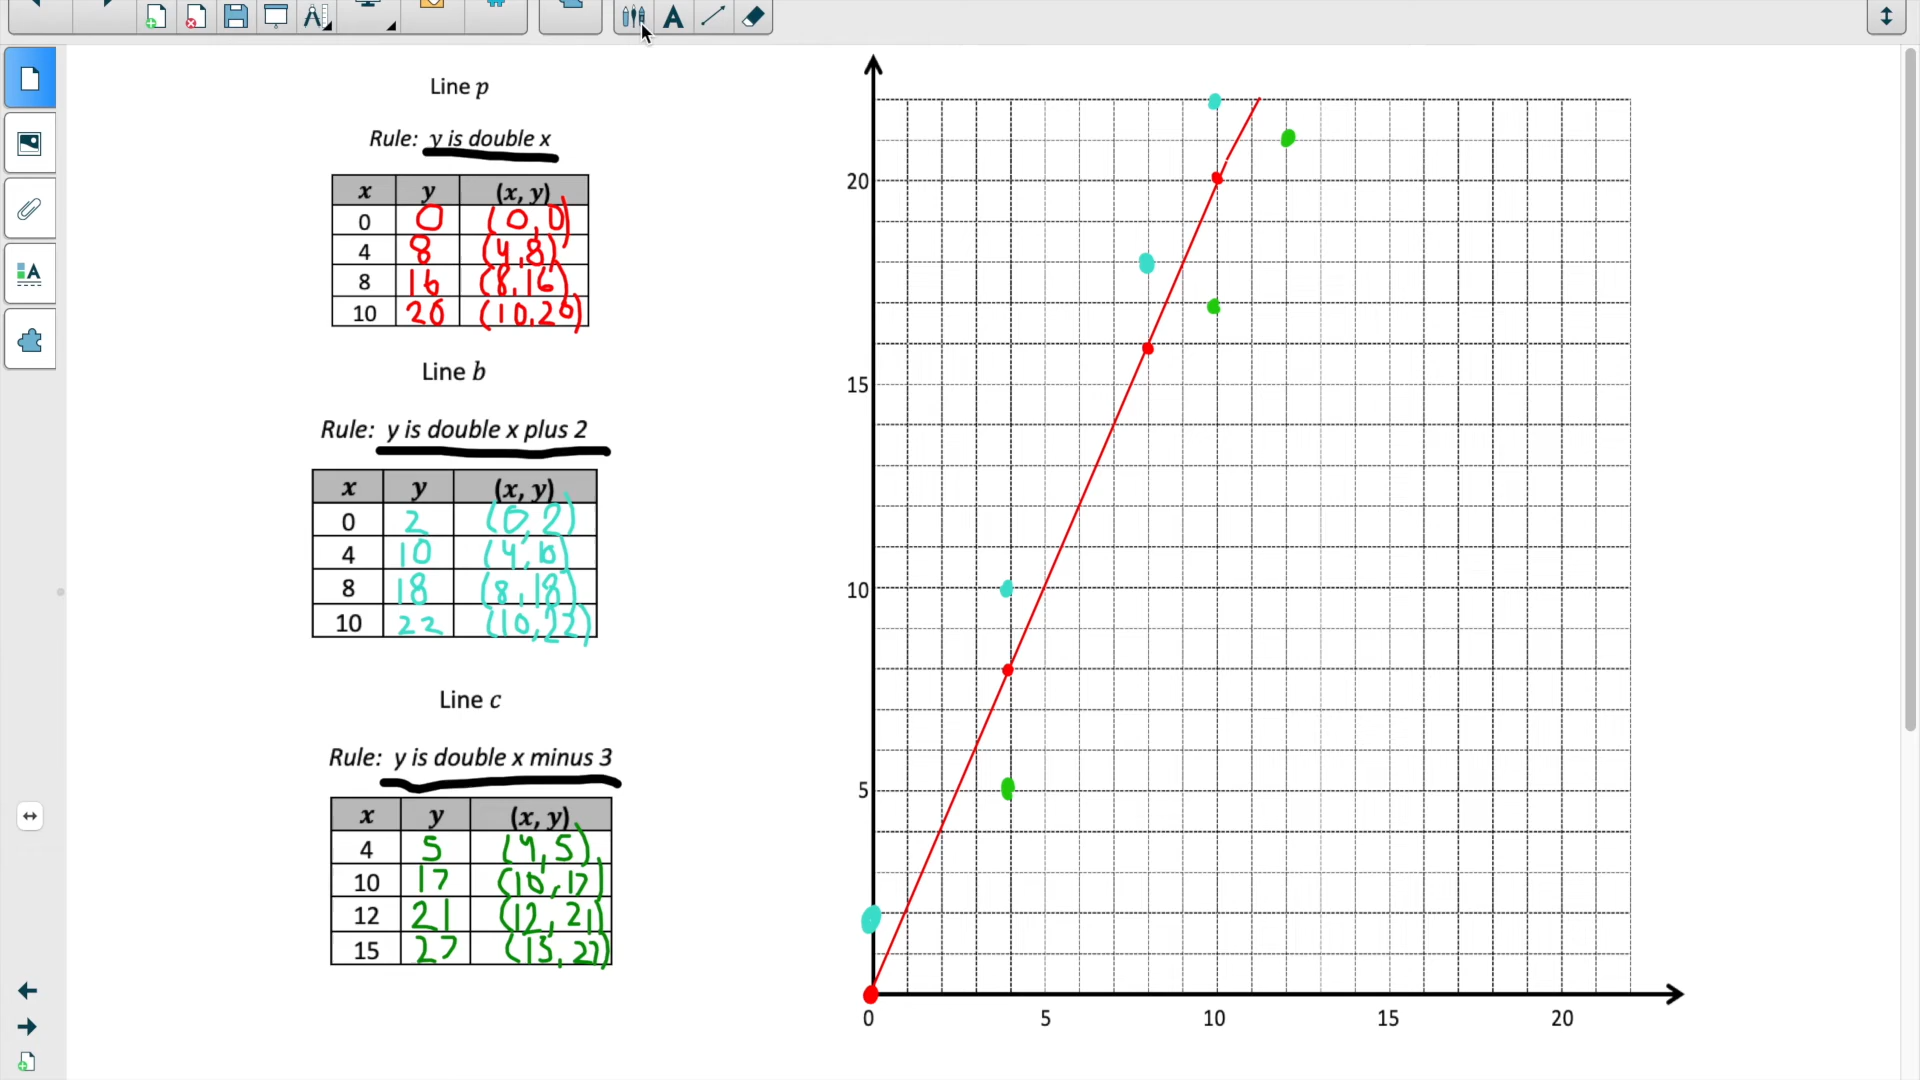 Line p
Rule: y is double x
x y (x, y)
0 0 (0,0)
4 8 (4,8)
8 16 (8,16)
10 20 (10,20)
Line b
Rule: y is double x plus 2
x y (x, y)
0 2 (0,2)
4 10 (4,10)
8 18 (8,18)
10 22 (10,22)
Line c
Rule: y is double x minus 3
x y (x, y)
4 5 (4,5)
10 17 (10,17)
12 21 (12,21)
15 27 (15,27)
20
15
10
5
0 5 10 15 20